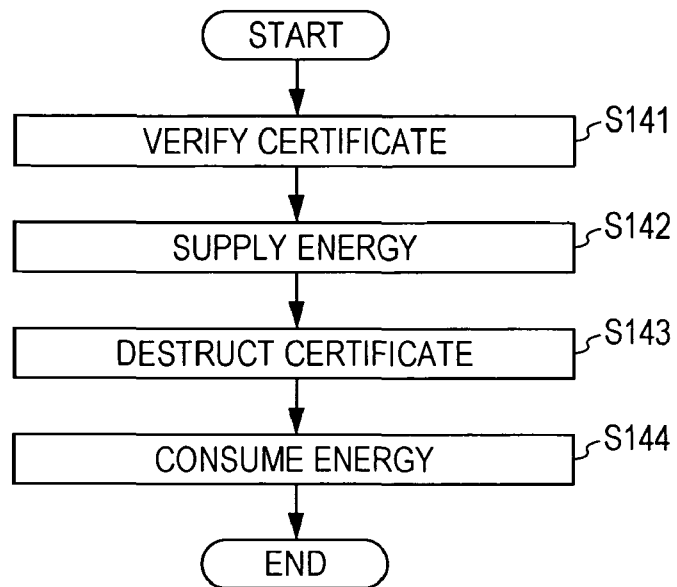 START
VERIFY CERTIFICATE
S141
SUPPLY ENERGY
S142
DESTRUCT CERTIFICATE
S143
CONSUME ENERGY
S144
END